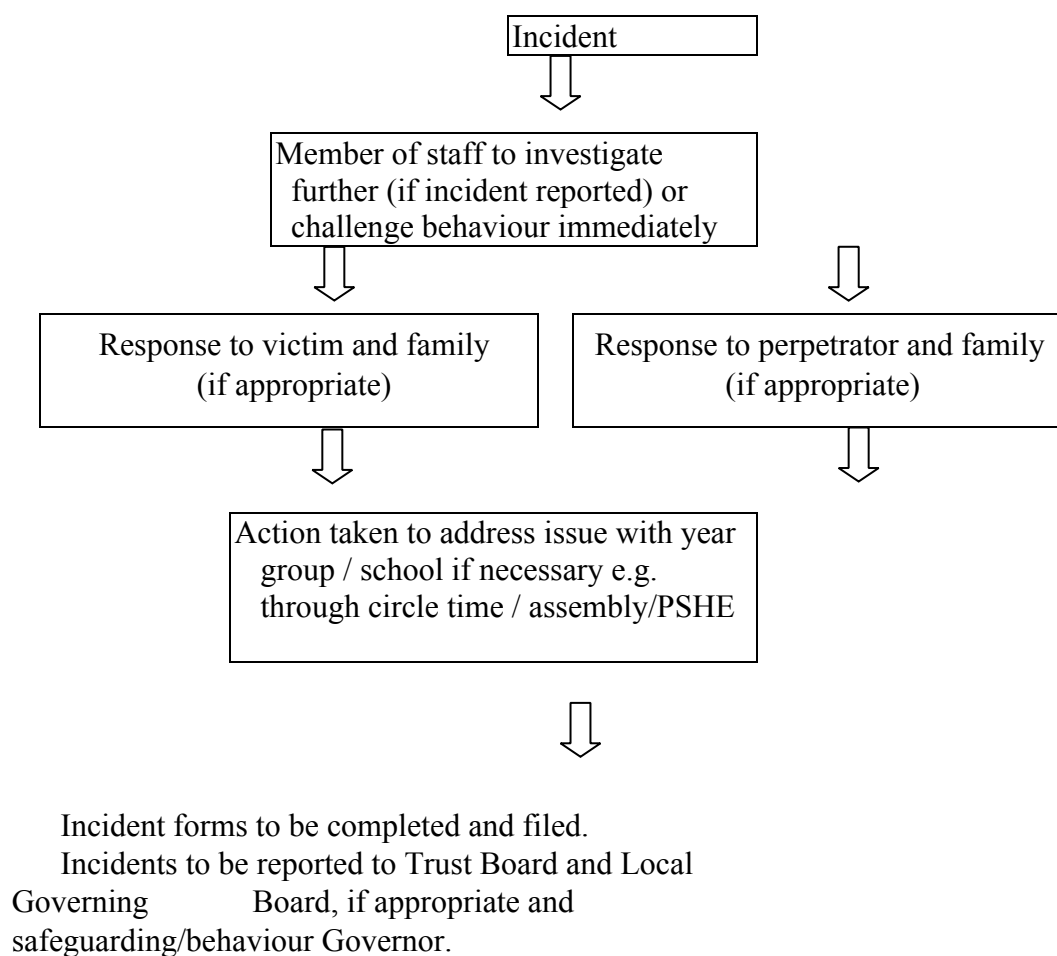 Incident
Member of staff to investigate
further (if incident reported) or
challenge behaviour immediately
Response to victim and family
(if appropriate)
Response to perpetrator and family
(if appropriate)
Action taken to address issue with year
group / school if necessary e.g.
through circle time / assembly/PSHE
Incident forms to be completed and filed.
Incidents to be reported to Trust Board and Local
Governing Board, if appropriate and
safeguarding/behaviour Governor.